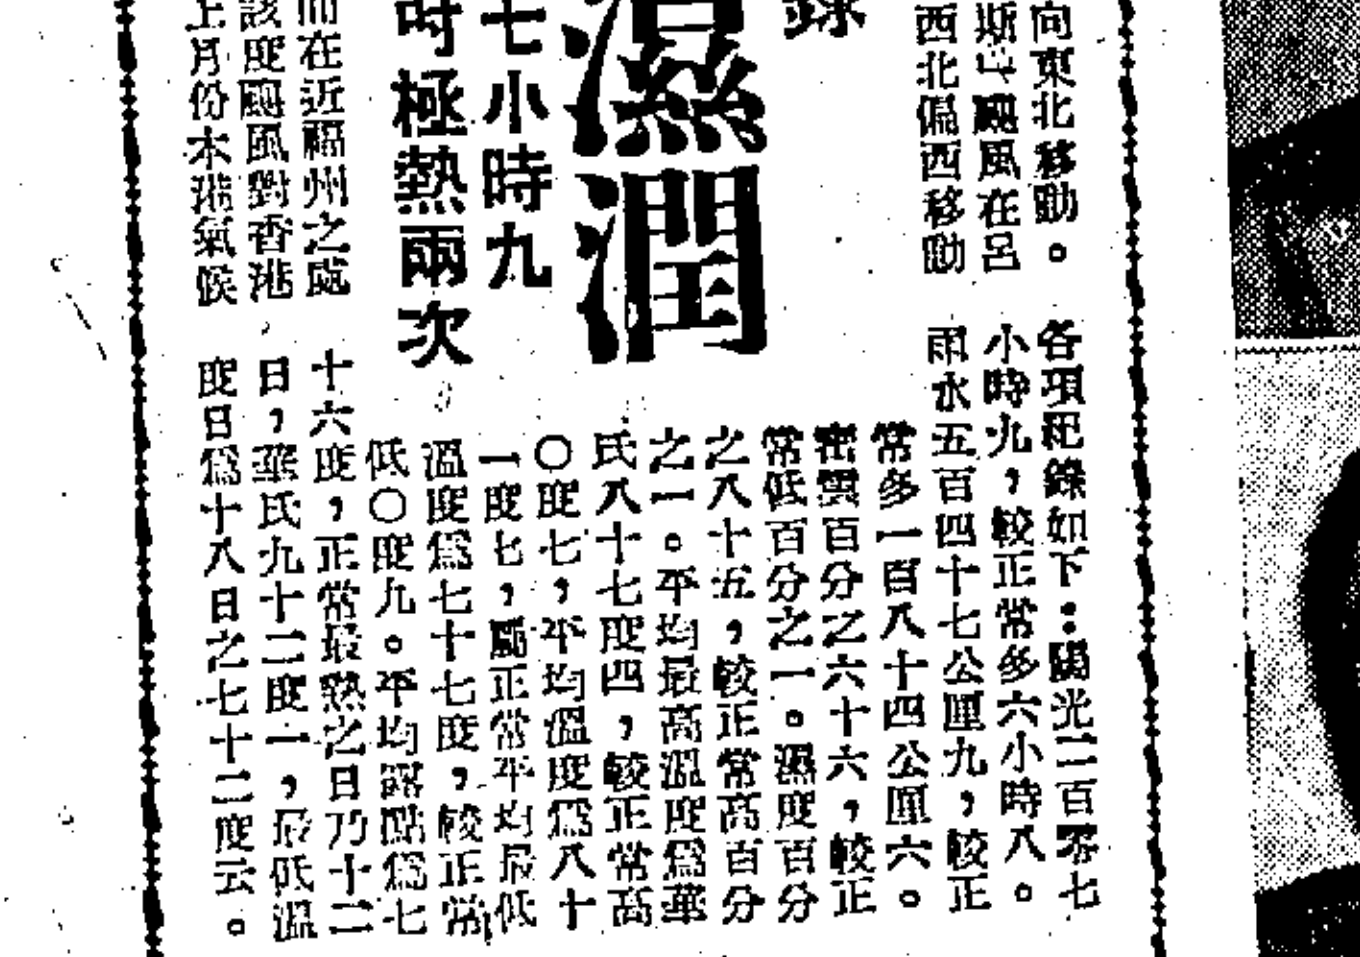 向東北移動。
斯 颶風在呂
西北偏西移動
錄
濕潤
七小時九
時極熱兩次
而在近福州之處
該度颶風對香港
上月份本港氣候
各項紀錄如下：陽光二百零七
小時九，較正常多六小時八。
雨水五百四十七公厘九，較正
常多一百八十四公厘六。
密雲百分之六十六，較正
常低百分之一。濕度百分
之八十五，較正常高百分
之一。平均最高溫度為華
氏八十七度四，較正常高
〇度七，平均溫度為八十
一度七，屬正常平均最低
溫度為七十七度，較正常
低〇度九。平均露點為七
十六度，正常最熱之日乃十二
日，華氏九十二度一，最低溫
度日為十八日之七十二度云。